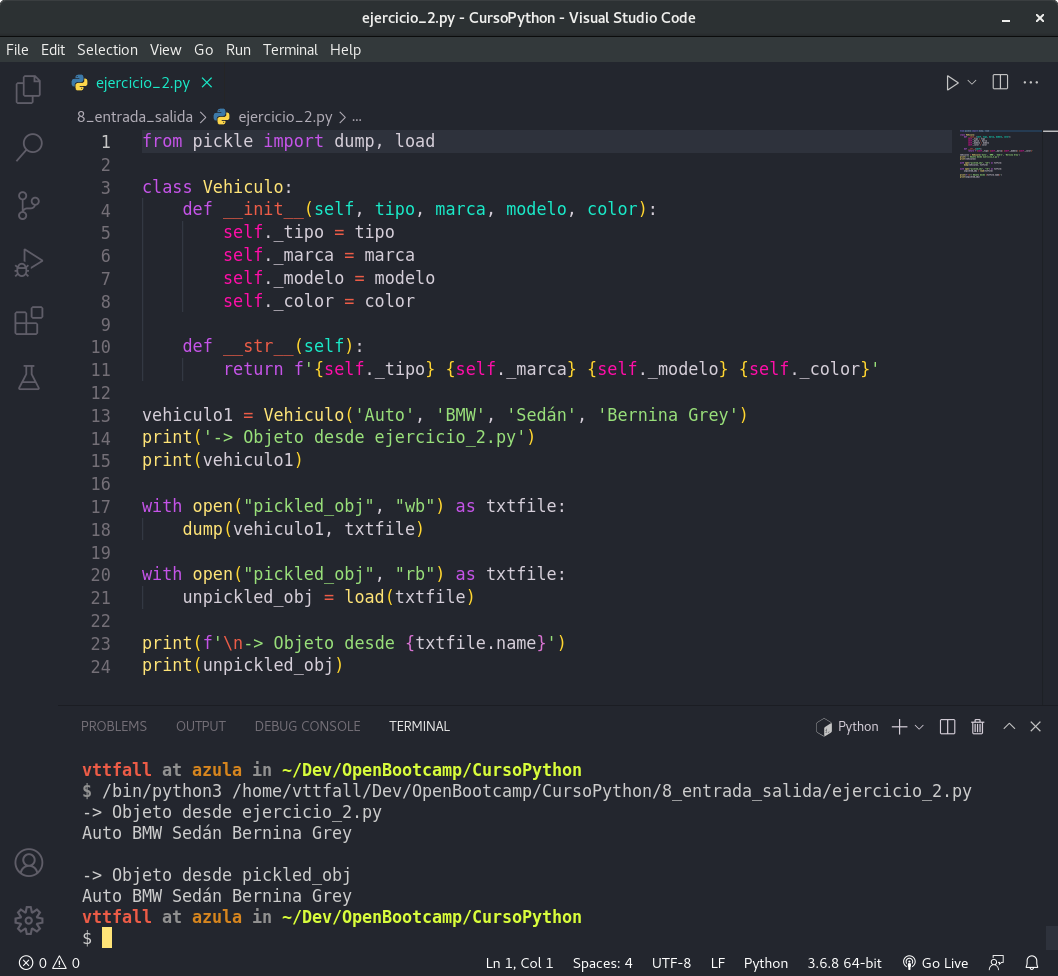 ejercicio_2.py - CursoPython - Visual Studio Code
File Edit Selection View Go Run Terminal Help
ejercicio_2.py
8_entrada_salida > ejercicio_2.py > ...
1 from pickle import dump, load
2
3 class Vehiculo:
4     def __init__(self, tipo, marca, modelo, color):
5         self._tipo = tipo
6         self._marca = marca
7         self._modelo = modelo
8         self._color = color
9
10     def __str__(self):
11         return f'{self._tipo} {self._marca} {self._modelo} {self._color}'
12
13 vehiculo1 = Vehiculo('Auto', 'BMW', 'Sedán', 'Bernina Grey')
14 print('-> Objeto desde ejercicio_2.py')
15 print(vehiculo1)
16
17 with open("pickled_obj", "wb") as txtfile:
18     dump(vehiculo1, txtfile)
19
20 with open("pickled_obj", "rb") as txtfile:
21     unpickled_obj = load(txtfile)
22
23 print(f'\n-> Objeto desde {txtfile.name}')
24 print(unpickled_obj)
PROBLEMS OUTPUT DEBUG CONSOLE TERMINAL Python
vttfall at azula in ~/Dev/OpenBootcamp/CursoPython
$ /bin/python3 /home/vttfall/Dev/OpenBootcamp/CursoPython/8_entrada_salida/ejercicio_2.py
-> Objeto desde ejercicio_2.py
Auto BMW Sedán Bernina Grey

-> Objeto desde pickled_obj
Auto BMW Sedán Bernina Grey
vttfall at azula in ~/Dev/OpenBootcamp/CursoPython
$
0 0 Ln 1, Col 1 Spaces: 4 UTF-8 LF Python 3.6.8 64-bit Go Live